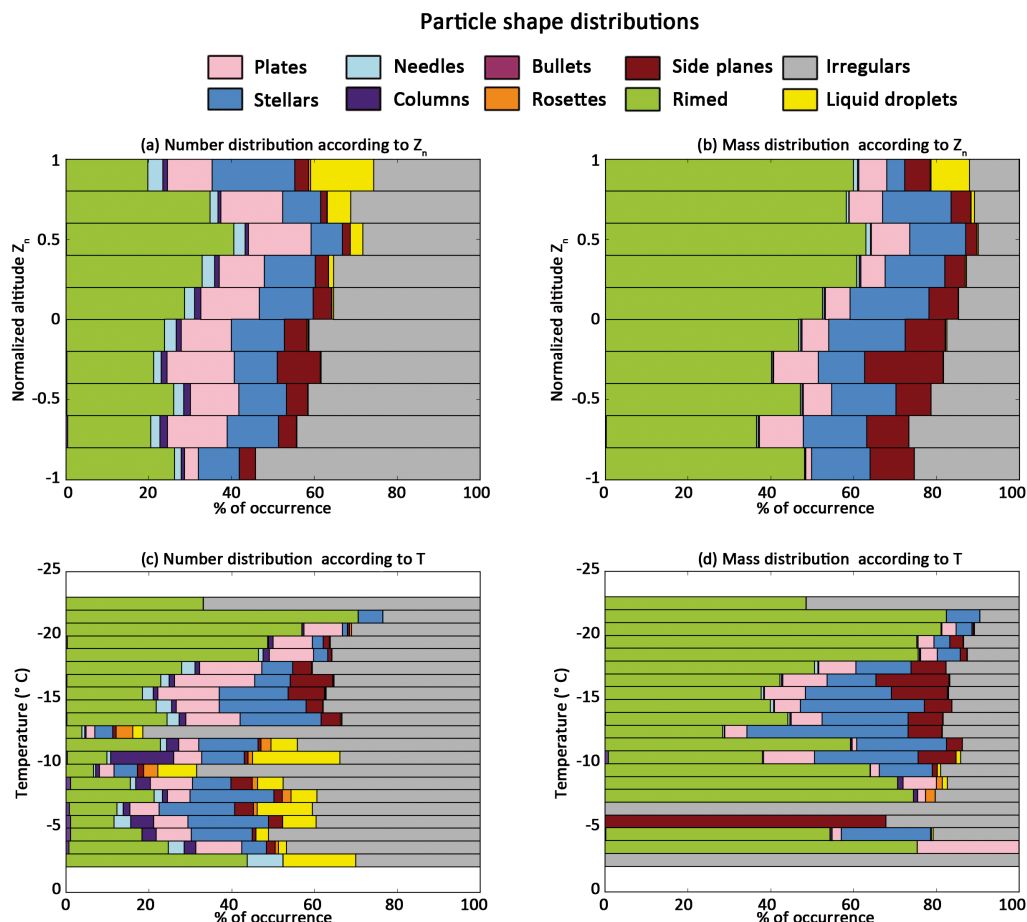 Particle shape distributions
Plates Needles Bullets Side planes Irregulars
Stellars Columns Rosettes Rimed Liquid droplets
(a) Number distribution according to Zn
(b) Mass distribution according to Zn
Normalized altitude Zn
1
0.5
0
-0.5
-1
0 20 40 60 80 100
% of occurrence
Normalized altitude Zn
1
0.5
0
-0.5
-1
0 20 40 60 80 100
% of occurrence
(c) Number distribution according to T
(d) Mass distribution according to T
Temperature (° C)
-25
-20
-15
-10
-5
0
0 20 40 60 80 100
% of occurrence
Temperature (° C)
-25
-20
-15
-10
-5
0
0 20 40 60 80 100
% of occurrence